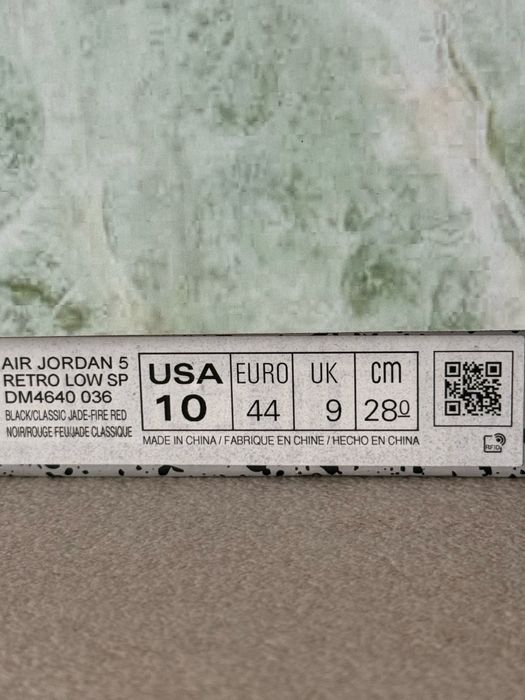 AIR JORDAN 5
RETRO LOW SP
DM4640 036
BLACK/CLASSIC JADE-FIRE RED
NOIR/ROUGE FEU/JADE CLASSIQUE
USA EURO UK cm
10 44 9 280
MADE IN CHINA / FABRIQUE EN CHINE / HECHO EN CHINA
RFID